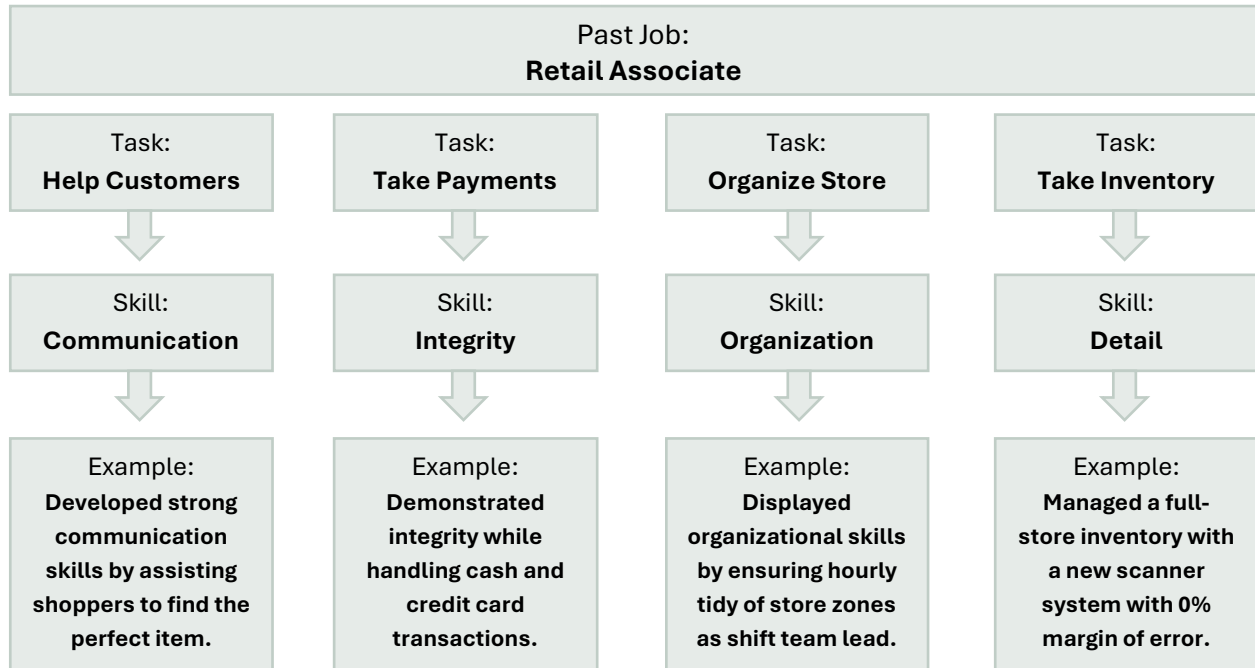 Past Job:
Retail Associate
Task:
Help Customers
Skill:
Communication
Example:
Developed strong
communication
skills by assisting
shoppers to find the
perfect item.
Task:
Take Payments
Skill:
Integrity
Example:
Demonstrated
integrity while
handling cash and
credit card
transactions.
Task:
Organize Store
Skill:
Organization
Example:
Displayed
organizational skills
by ensuring hourly
tidy of store zones
as shift team lead.
Task:
Take Inventory
Skill:
Detail
Example:
Managed a full-
store inventory with
a new scanner
system with 0%
margin of error.